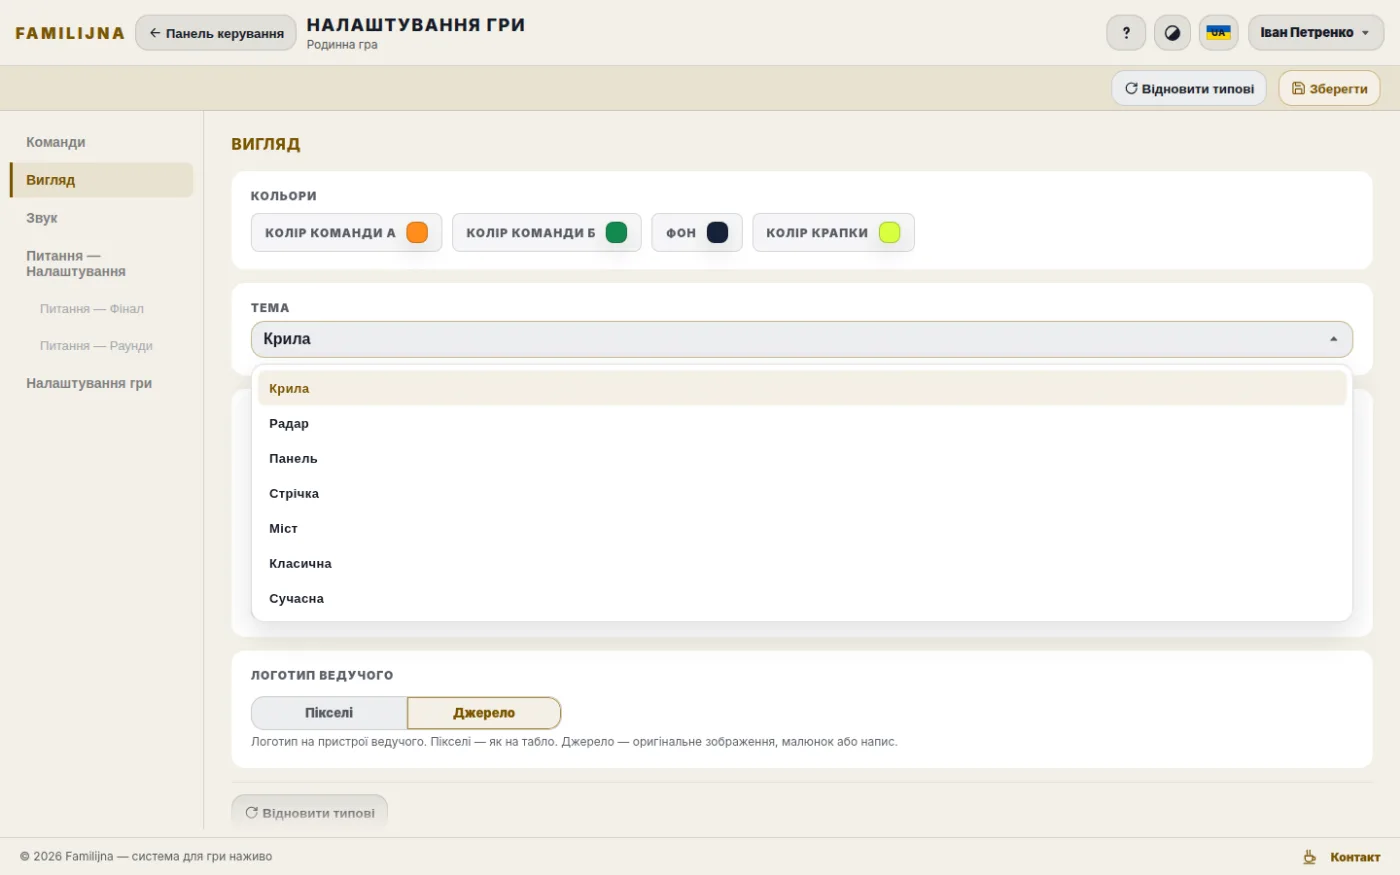 FAMILIJNA
← Панель керування
НАЛАШТУВАННЯ ГРИ
Родинна гра
?
UA
Іван Петренко
Відновити типові
Зберегти
Команди
Вигляд
Звук
Питання —
Налаштування
Питання — Фінал
Питання — Раунди
Налаштування гри
ВИГЛЯД
КОЛЬОРИ
КОЛІР КОМАНДИ А
КОЛІР КОМАНДИ Б
ФОН
КОЛІР КРАПКИ
ТЕМА
Крила
Крила
Радар
Панель
Стрічка
Міст
Класична
Сучасна
ЛОГОТИП ВЕДУЧОГО
Пікселі
Джерело
Логотип на пристрої ведучого. Пікселі — як на табло. Джерело — оригінальне зображення, малюнок або напис.
Відновити типові
© 2026 Familijna — система для гри наживо
Контакт